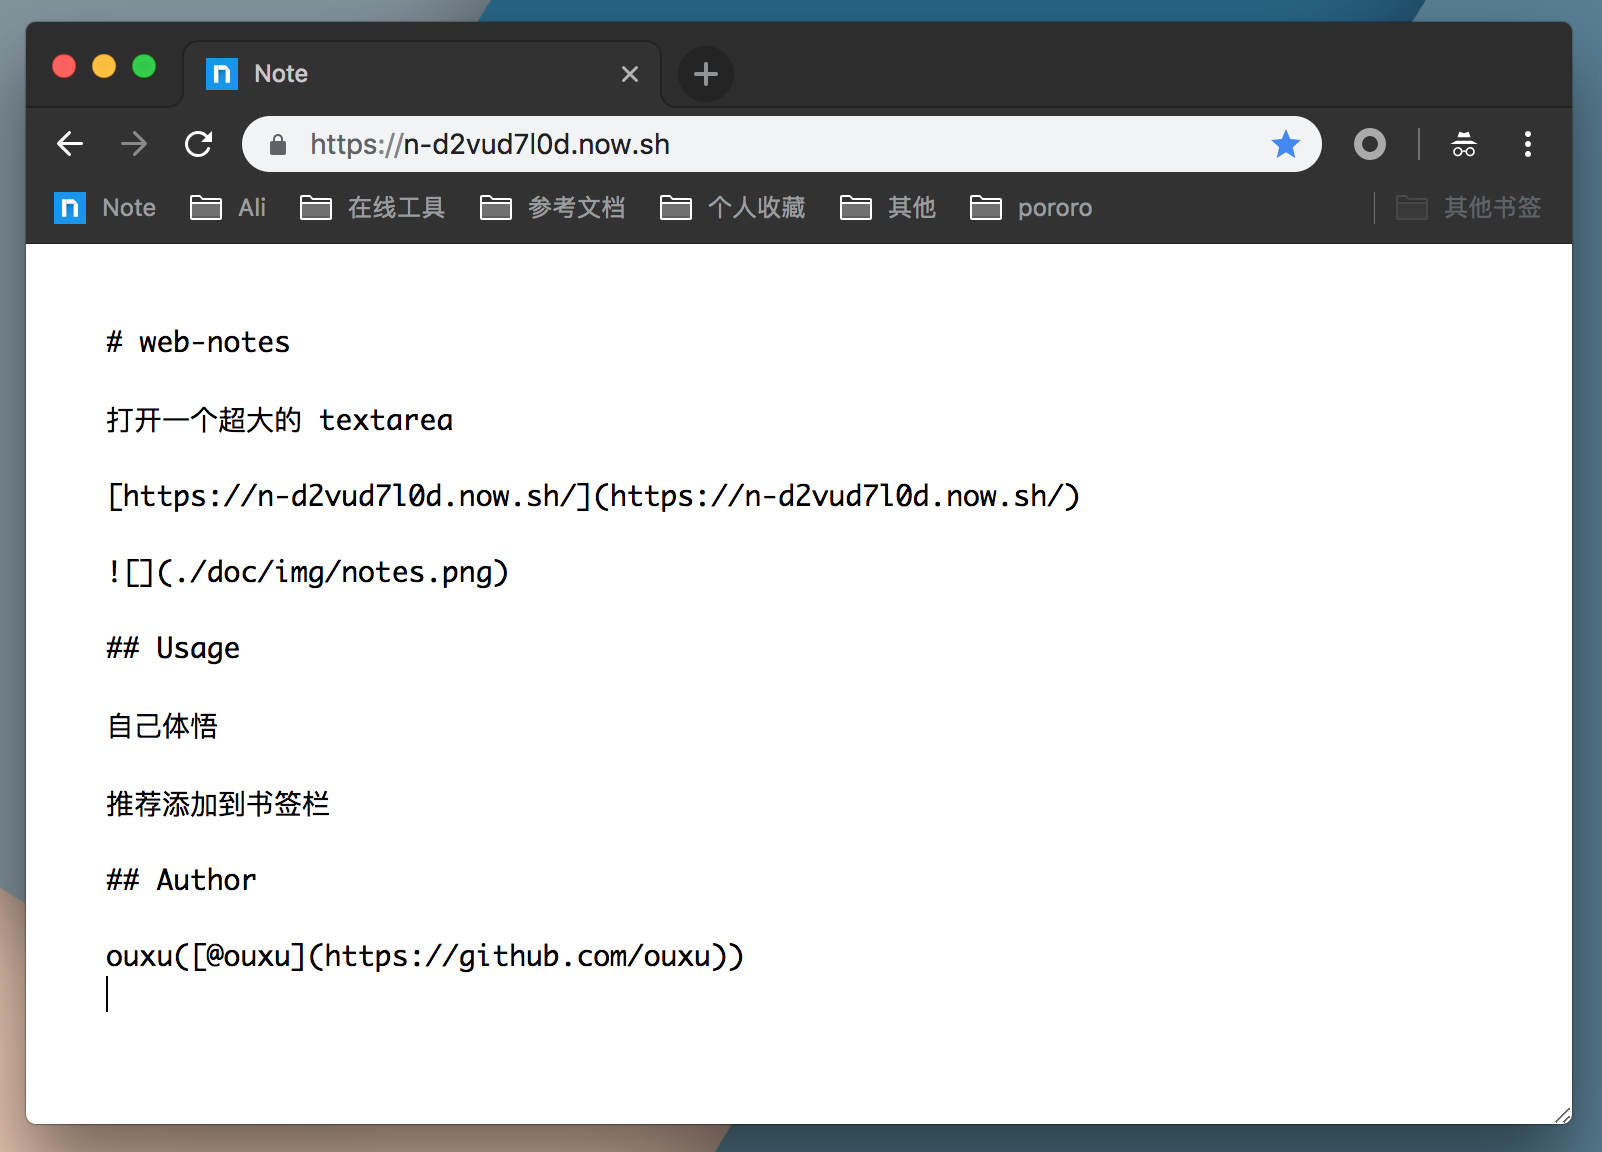 Note
https://n-d2vud7l0d.now.sh
Note Ali 在线工具 参考文档 个人收藏 其他 pororo 其他书签
# web-notes
打开一个超大的 textarea
[https://n-d2vud7l0d.now.sh/](https://n-d2vud7l0d.now.sh/)
![](./doc/img/notes.png)
## Usage
自己体悟
推荐添加到书签栏
## Author
ouxu([@ouxu](https://github.com/ouxu))